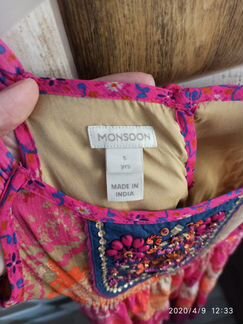 MONSOON
5
yrs
MADE IN
INDIA
2020/4/9 12:33